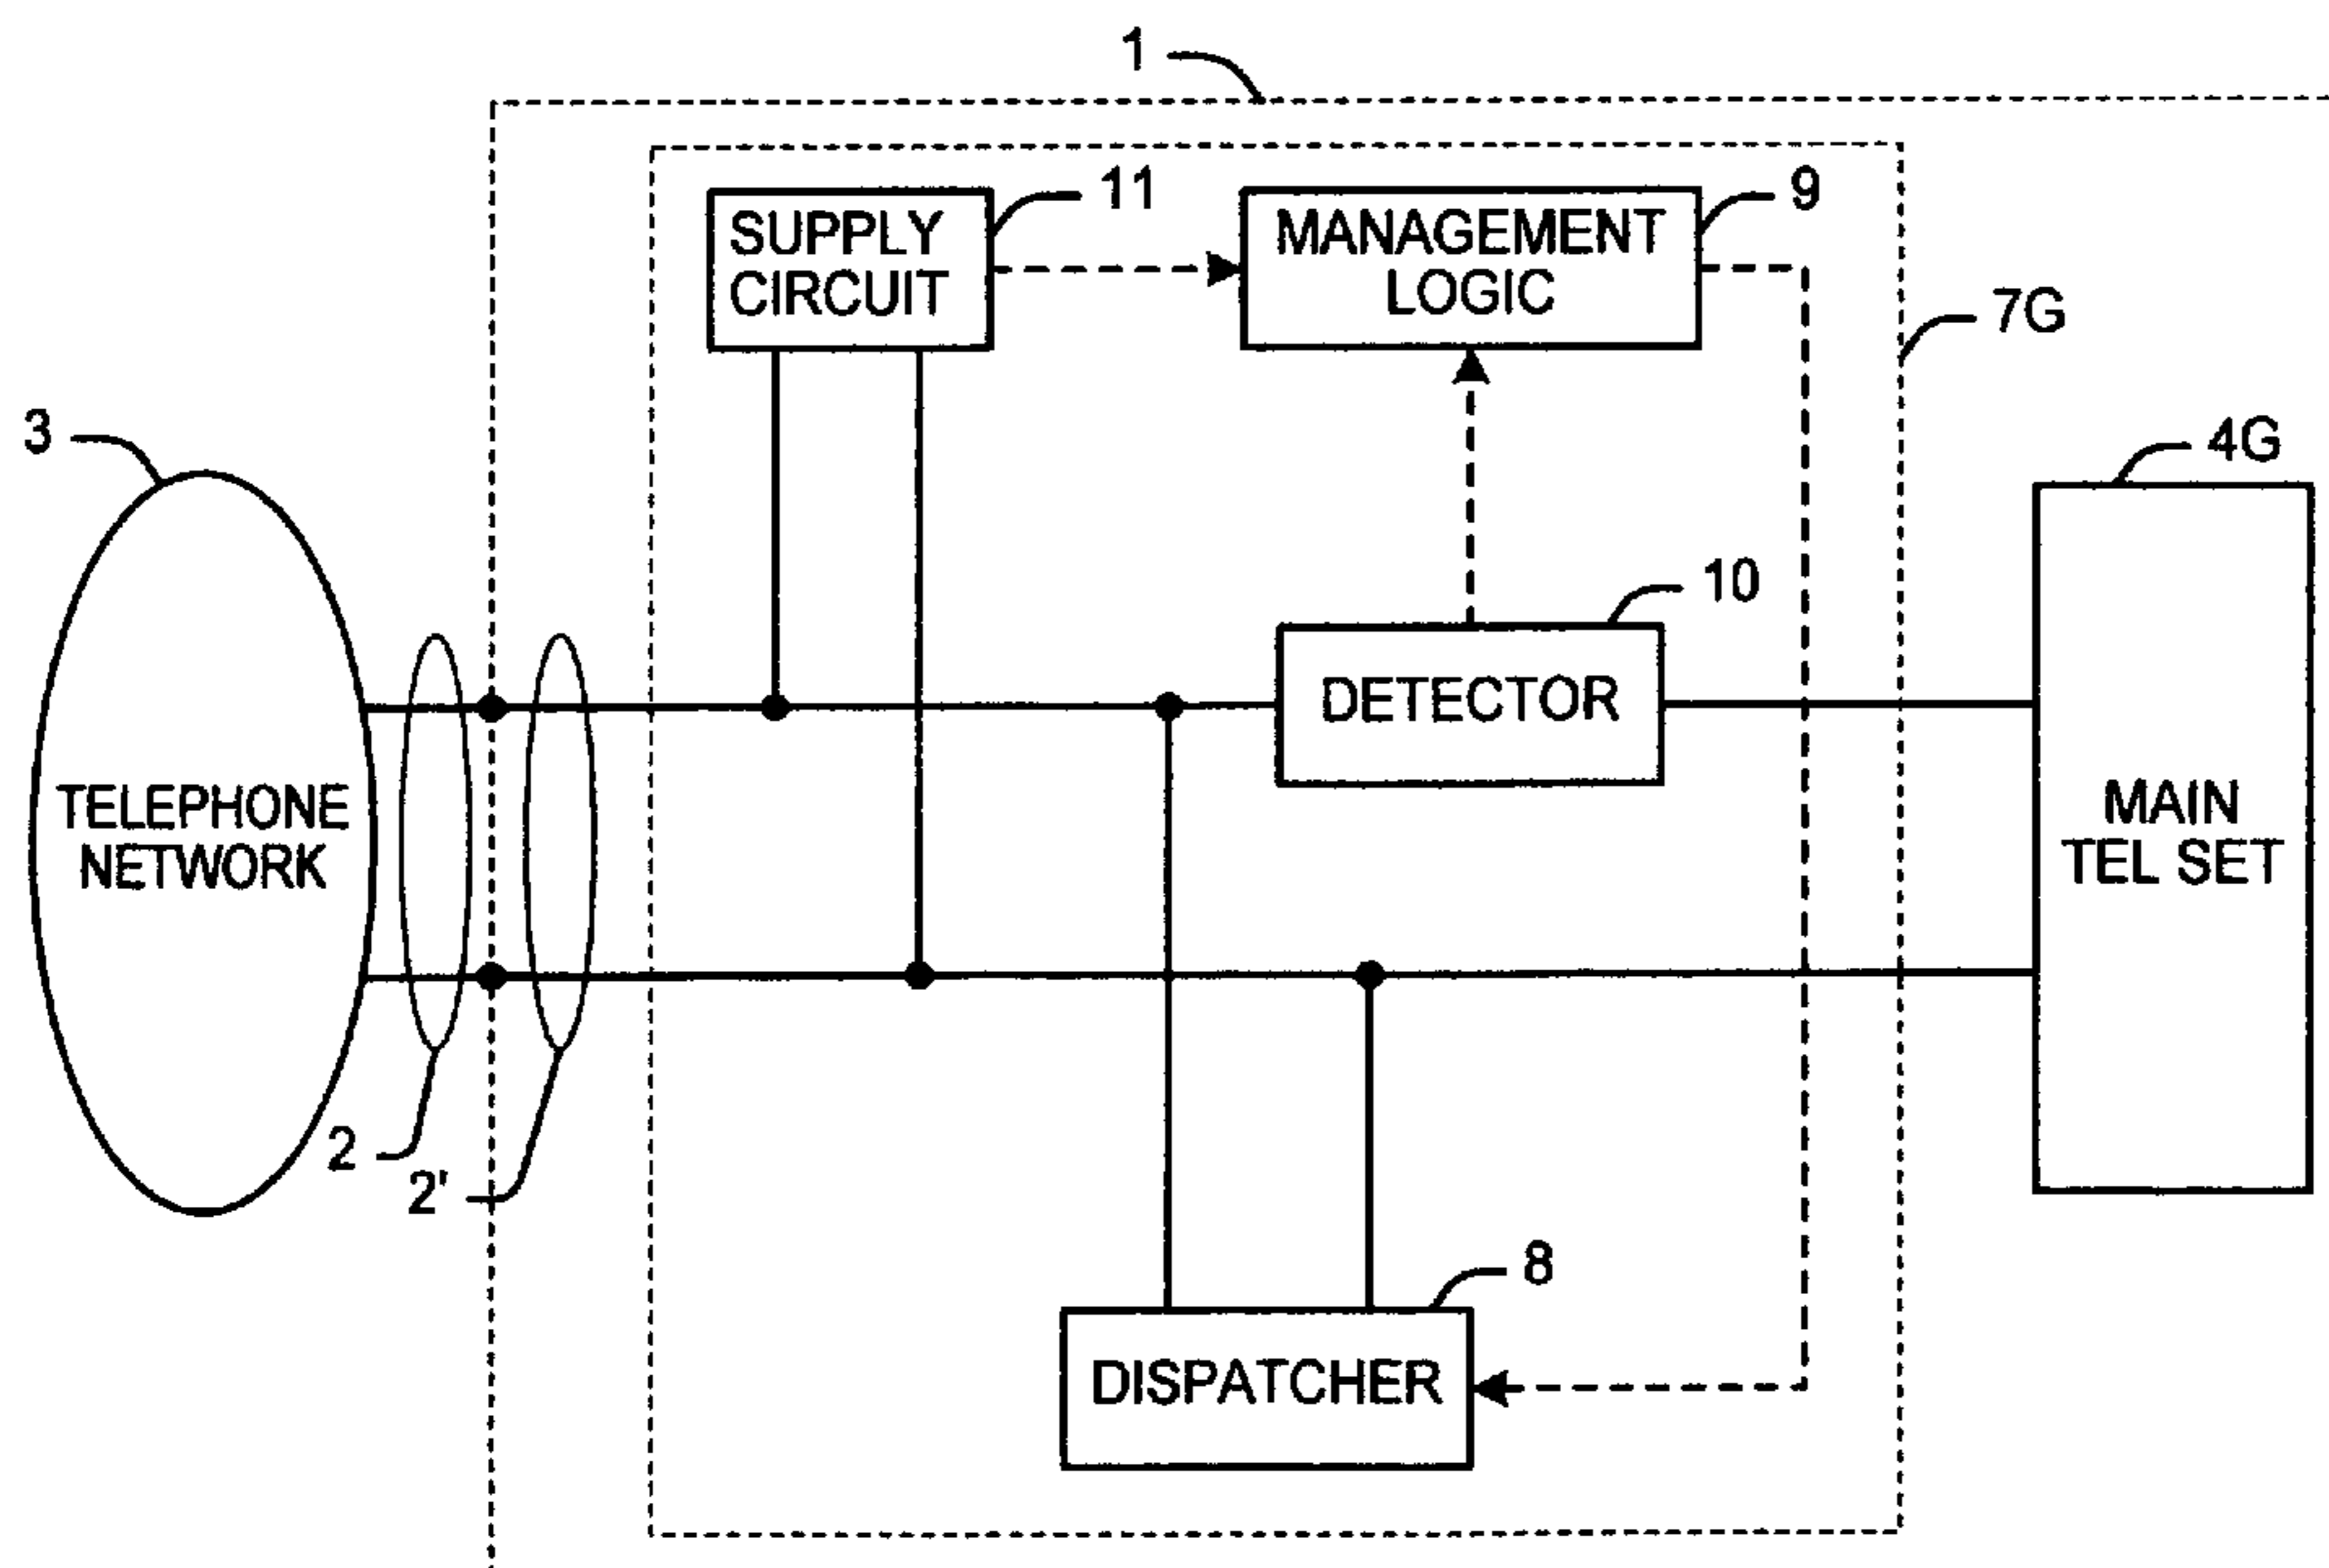 1
SUPPLY
CIRCUIT
11
MANAGEMENT
LOGIC
9
7G
3
4G
10
DETECTOR
TELEPHONE
NETWORK
MAIN
TEL SET
2
2'
8
DISPATCHER